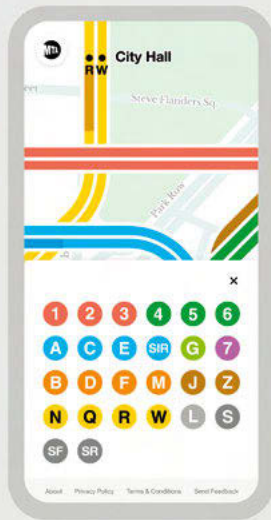 MTA
City Hall
R W
Steve Flanders Sq
Park Row
×
1 2 3 4 5 6
A C E SIR G 7
B D F M J Z
N Q R W L S
SF SR
About Privacy Policy Terms & Conditions Send Feedback